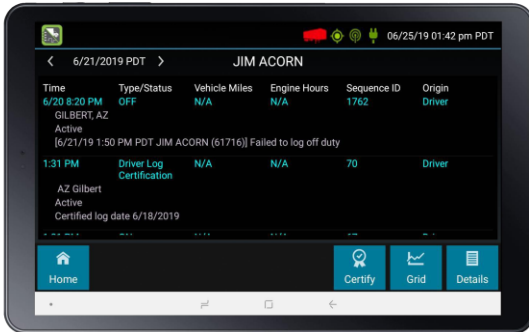 06/25/19 01:42 pm PDT
6/21/2019 PDT
JIM ACORN
Time Type/Status Vehicle Miles Engine Hours Sequence ID Origin
6/20 8:20 PM OFF N/A N/A 1762 Driver
GILBERT, AZ
Active
[6/21/19 1:50 PM PDT JIM ACORN (61716)] Failed to log off duty
1:31 PM Driver Log N/A N/A 70 Driver
Certification
AZ Gilbert
Active
Certified log date 6/18/2019
Home Certify Grid Details